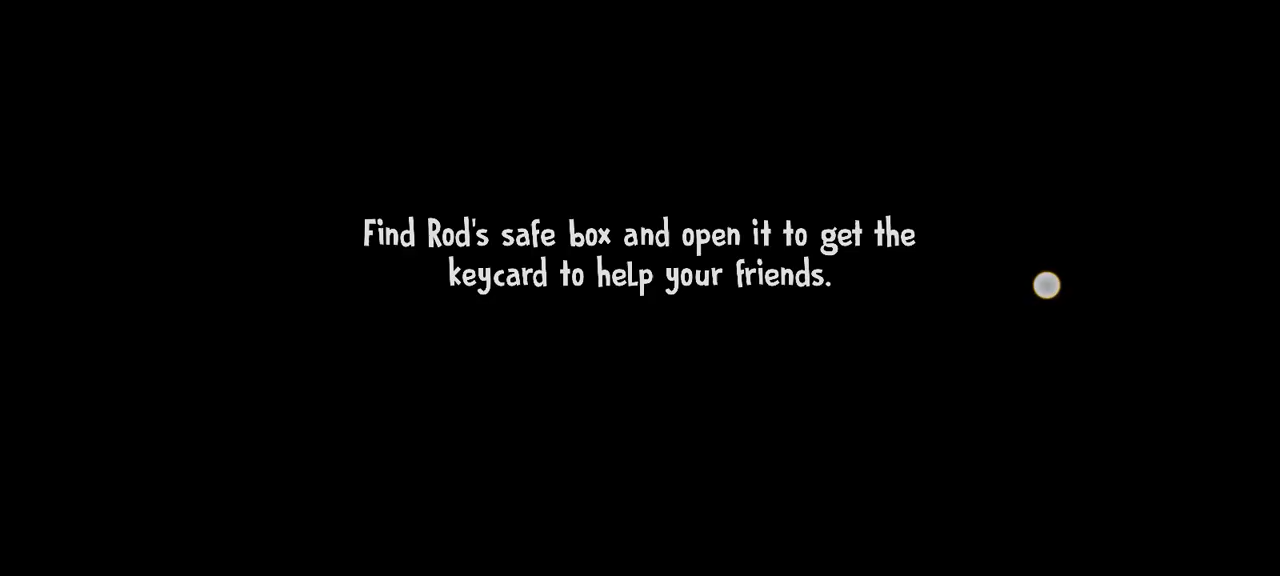 Find Rod's safe box and open it to get the
keycard to help your friends.